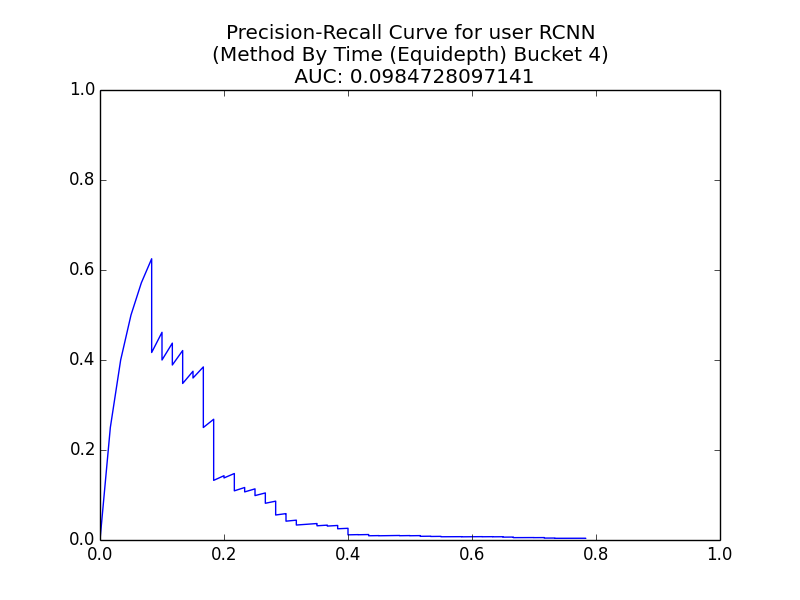 Precision-Recall Curve for user RCNN
(Method By Time (Equidepth) Bucket 4)
AUC: 0.0984728097141
1.0
0.8
0.6
0.4
0.2
0.0
0.0 0.2 0.4 0.6 0.8 1.0